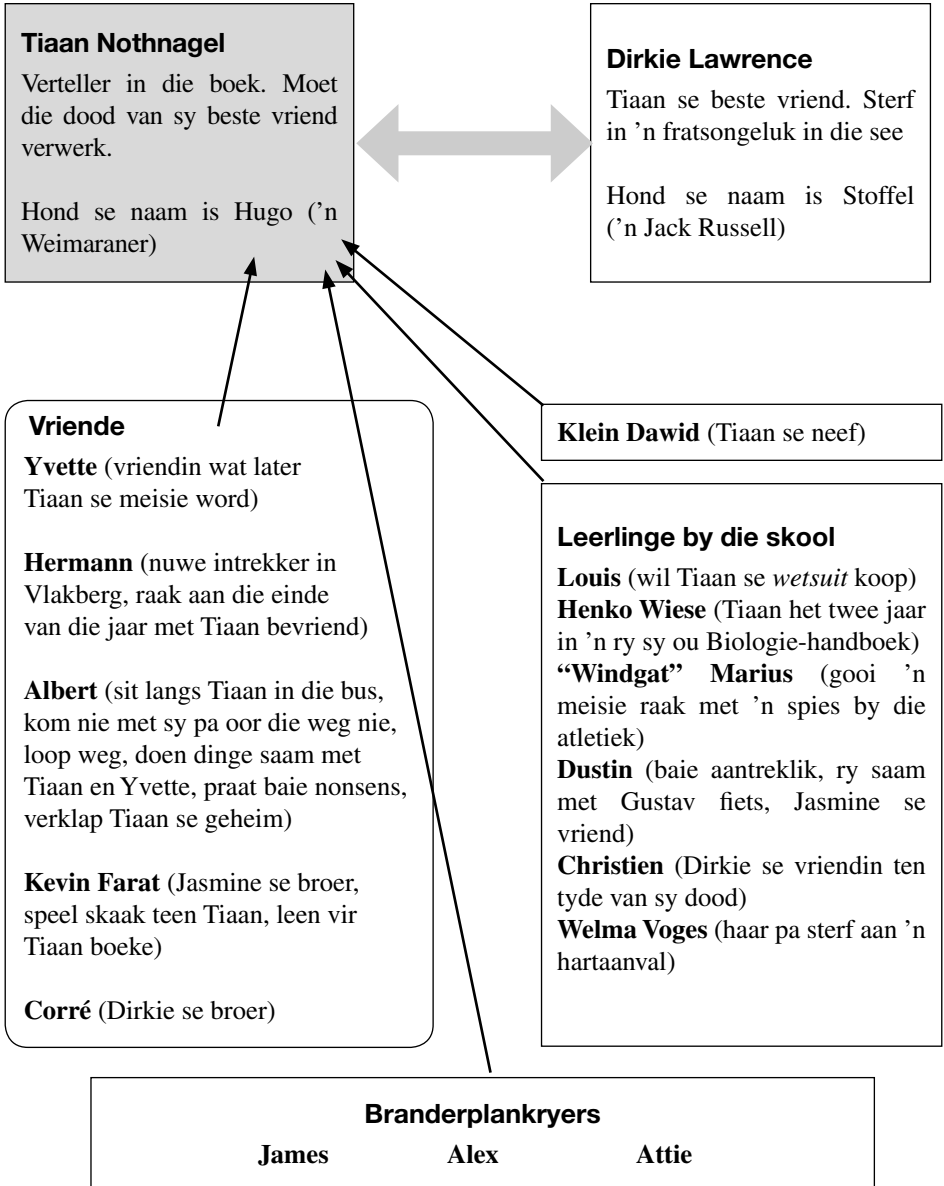 Tiaan Nothnagel
Verteller in die boek. Moet
die dood van sy beste vriend
verwerk.
Hond se naam is Hugo (’n
Weimaraner)
Dirkie Lawrence
Tiaan se beste vriend. Sterf
in ’n fratsongeluk in die see
Hond se naam is Stoffel
(’n Jack Russell)
Vriende
Yvette (vriendin wat later
Tiaan se meisie word)
Hermann (nuwe intrekker in
Vlakberg, raak aan die einde
van die jaar met Tiaan bevriend)
Albert (sit langs Tiaan in die bus,
kom nie met sy pa oor die weg nie,
loop weg, doen dinge saam met
Tiaan en Yvette, praat baie nonsens,
verklap Tiaan se geheim)
Kevin Farat (Jasmine se broer,
speel skaak teen Tiaan, leen vir
Tiaan boeke)
Corré (Dirkie se broer)
Klein Dawid (Tiaan se neef)
Leerlinge by die skool
Louis (wil Tiaan se wetsuit koop)
Henko Wiese (Tiaan het twee jaar
in ’n ry sy ou Biologie-handboek)
“Windgat” Marius (gooi ’n
meisie raak met ’n spies by die
atletiek)
Dustin (baie aantreklik, ry saam
met Gustav fiets, Jasmine se
vriend)
Christien (Dirkie se vriendin ten
tyde van sy dood)
Welma Voges (haar pa sterf aan ’n
hartaanval)
Branderplankryers
James Alex Attie